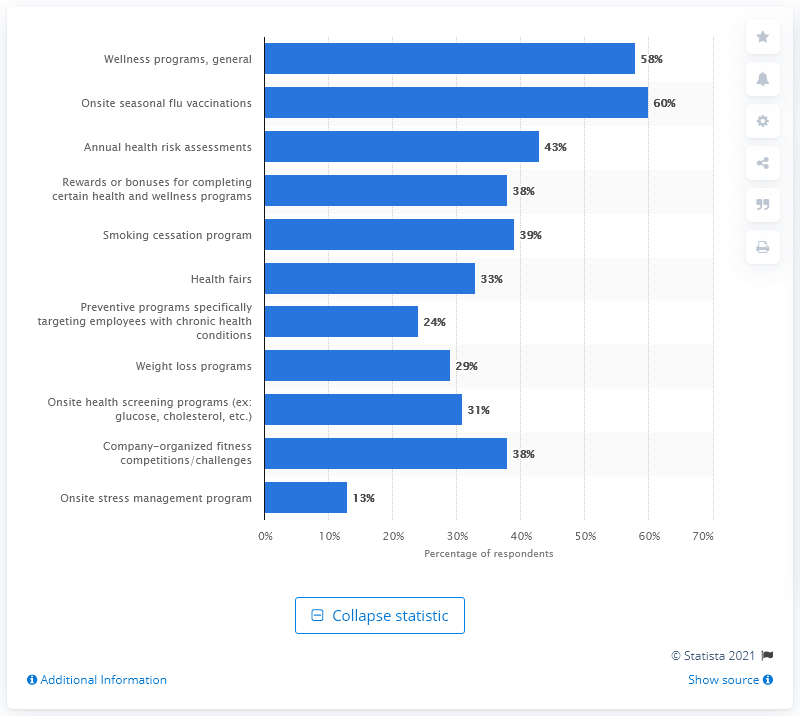 Wellness programs, general
58%
Onsite seasonal flu vaccinations
60%
Annual health risk assessments
43%
Rewards or bonuses for completing
certain health and wellness programs
38%
Smoking cessation program
39%
Health fairs
33%
Preventive programs specifically
targeting employees with chronic health
conditions
24%
Weight loss programs
29%
Onsite health screening programs (ex:
glucose, cholesterol, etc.)
31%
Company-organized fitness
competitions/challenges
38%
Onsite stress management program
13%
0% 10% 20% 30% 40% 50% 60% 70%
Percentage of respondents
Collapse statistic
© Statista 2021
Additional Information
Show source